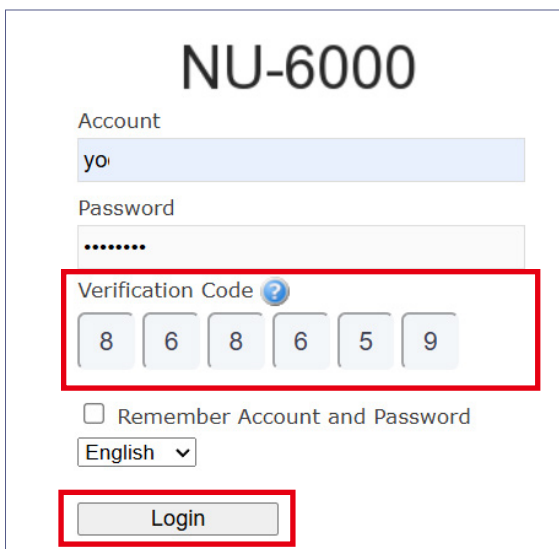 NU-6000
Account
yo
Password
••••••••
Verification Code ?
8 6 8 6 5 9
Remember Account and Password
English
Login